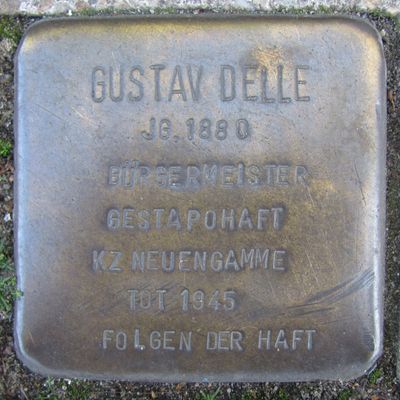 GUSTAV DELLE
JG. 1880
BÜRGERMEISTER
GESTAPOHAFT
KZ NEUENGAMME
TOT 1945
FOLGEN DER HAFT